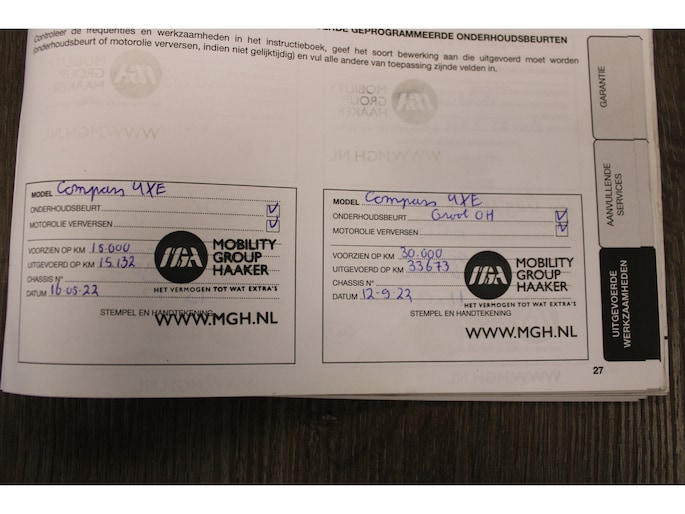 ENDE GEPROGRAMMEERDE ONDERHOUDSBEURTEN
Controleer de frequenties en werkzaamheden in het instructieboek, geef het soort bewerking aan die uitgevoerd moet worden
(onderhoudsbeurt of motorolie verversen, indien niet gelijktijdig) en vul alle andere van toepassing zijnde velden in.
MODEL Compass 4XE
ONDERHOUDSBEURT
MOTOROLIE VERVERSEN
VOORZIEN OP KM 15.000
UITGEVOERD OP KM 15.132
CHASSIS N°
DATUM 16-05-22
STEMPEL EN HANDTEKENING
MOBILITY
GROUP
HAAKER
HET VERMOGEN TOT WAT EXTRA'S
WWW.MGH.NL
MODEL Compass 4XE
ONDERHOUDSBEURT Groot OH
MOTOROLIE VERVERSEN
VOORZIEN OP KM 30.000
UITGEVOERD OP KM 33673
CHASSIS N°
DATUM 12-9-23
STEMPEL EN HANDTEKENING
MOBILITY
GROUP
HAAKER
HET VERMOGEN TOT WAT EXTRA'S
WWW.MGH.NL
27
GARANTIE
AANVULLENDE
SERVICES
UITGEVOERDE
WERKZAAMHEDEN